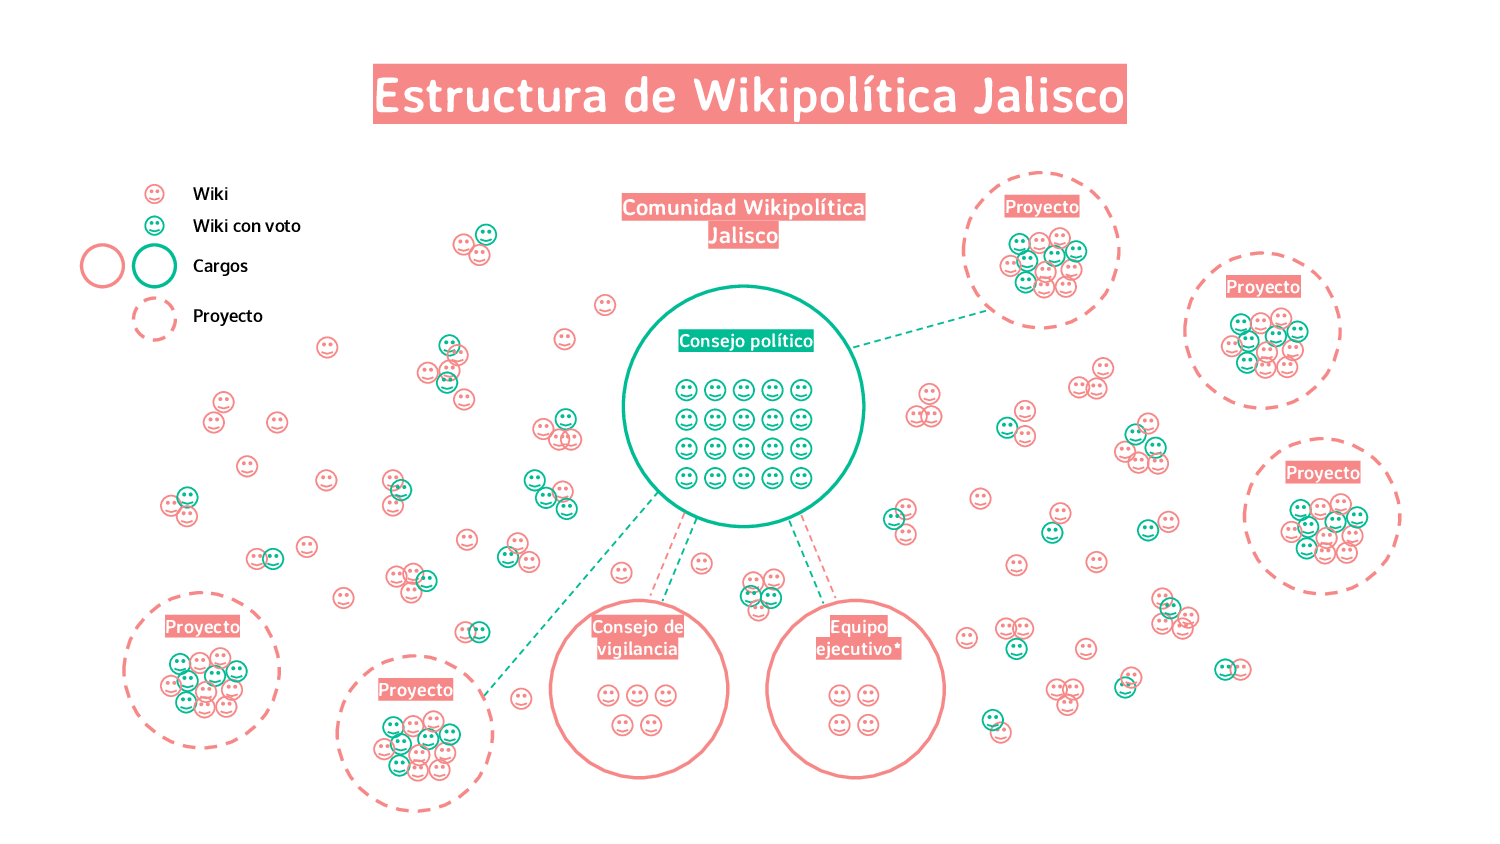 Estructura de Wikipolítica Jalisco
Wiki
Wiki con voto
Cargos
Proyecto
Comunidad Wikipolítica
Jalisco
Consejo político
Proyecto
Proyecto
Proyecto
Proyecto
Proyecto
Consejo de
vigilancia
Equipo
ejecutivo*